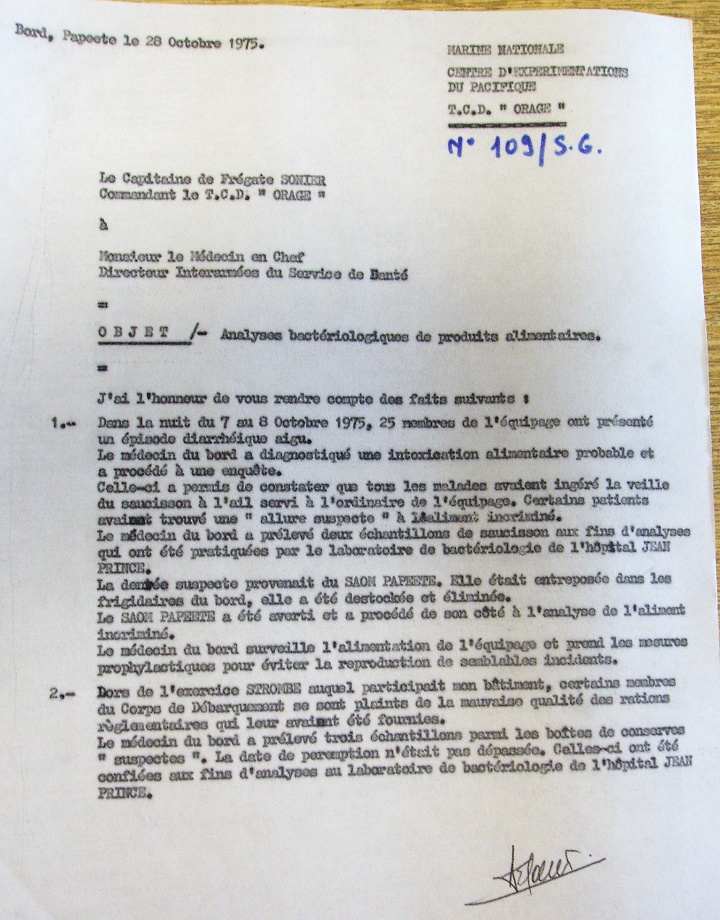 Bord, Papeete le 28 Octobre 1975.
MARINE NATIONALE
CENTRE D'EXPERIMENTATIONS
DU PACIFIQUE
T.C.D. " ORAGE "
N° 109/S.G.
Le Capitaine de Frégate SONIER
Commandant le T.C.D. " ORAGE "
à
Monsieur le Médecin en Chef
Directeur Interarmées du Service de Santé
=
OBJET /- Analyses bactériologiques de produits alimentaires.
=
J'ai l'honneur de vous rendre compte des faits suivants :
1.- Dans la nuit du 7 au 8 Octobre 1975, 25 membres de l'équipage ont présenté
un épisode diarrhéique aigu.
Le médecin du bord a diagnostiqué une intoxication alimentaire probable et
a procédé à une enquête.
Celle-ci a permis de constater que tous les malades avaient ingéré la veille
du saucisson à l'ail servi à l'ordinaire de l'équipage. Certains patients
avaient trouvé une " allure suspecte " à l'aliment incriminé.
Le médecin du bord a prélevé deux échantillons de saucisson aux fins d'analyses
qui ont été pratiquées par le laboratoire de bactériologie de l'hôpital JEAN
PRINCE.
La denrée suspecte provenait du SAOM PAPEETE. Elle était entreposée dans les
frigidaires du bord, elle a été destockée et éliminée.
Le SAOM PAPEETE a été averti et a procédé de son côté à l'analyse de l'aliment
incriminé.
Le médecin du bord surveille l'alimentation de l'équipage et prend les mesures
prophylactiques pour éviter la reproduction de semblables incidents.
2.- Lors de l'exercice STROMBE auquel participait mon bâtiment, certains membres
du Corps de Débarquement se sont plaints de la mauvaise qualité des rations
règlementaires qui leur avaient été fournies.
Le médecin du bord a prélevé trois échantillons parmi les boîtes de conserves
" suspectes ". La date de peremption n'était pas dépassée. Celles-ci ont été
confiées aux fins d'analyses au laboratoire de bactériologie de l'hôpital JEAN
PRINCE.